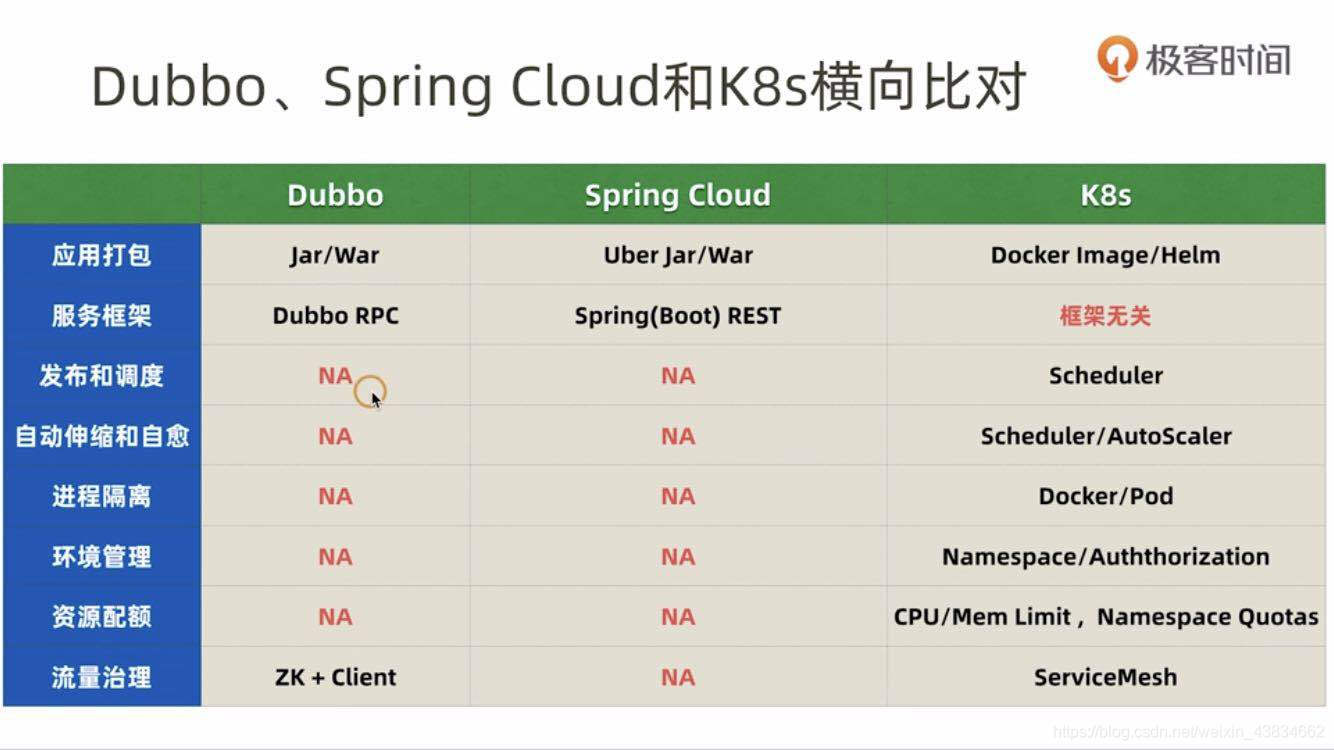 极客时间
Dubbo、Spring Cloud和K8s横向比对
Dubbo Spring Cloud K8s
应用打包 Jar/War Uber Jar/War Docker Image/Helm
服务框架 Dubbo RPC Spring(Boot) REST 框架无关
发布和调度 NA NA Scheduler
自动伸缩和自愈 NA NA Scheduler/AutoScaler
进程隔离 NA NA Docker/Pod
环境管理 NA NA Namespace/Auththorization
资源配额 NA NA CPU/Mem Limit，Namespace Quotas
流量治理 ZK + Client NA ServiceMesh
https://blog.csdn.net/weixin_43834662